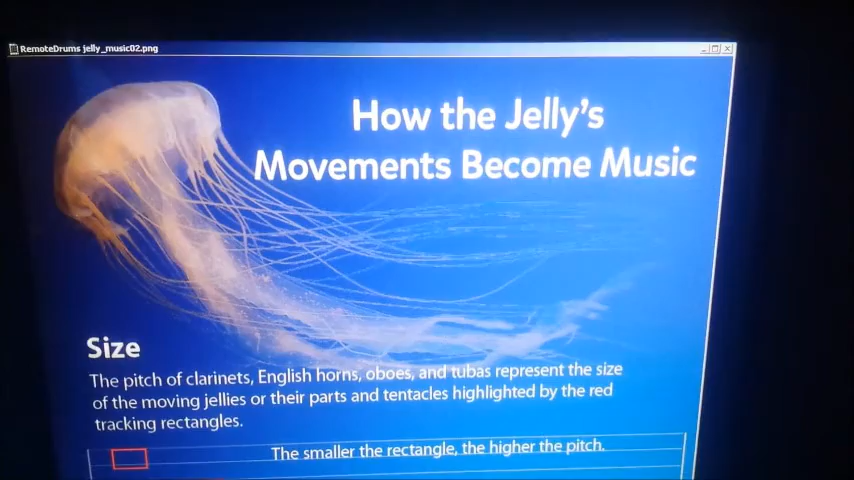 RemoteDrums jelly_music02.png
How the Jelly's
Movements Become Music
Size
The pitch of clarinets, English horns, oboes, and tubas represent the size
of the moving jellies or their parts and tentacles highlighted by the red
tracking rectangles.
The smaller the rectangle, the higher the pitch.